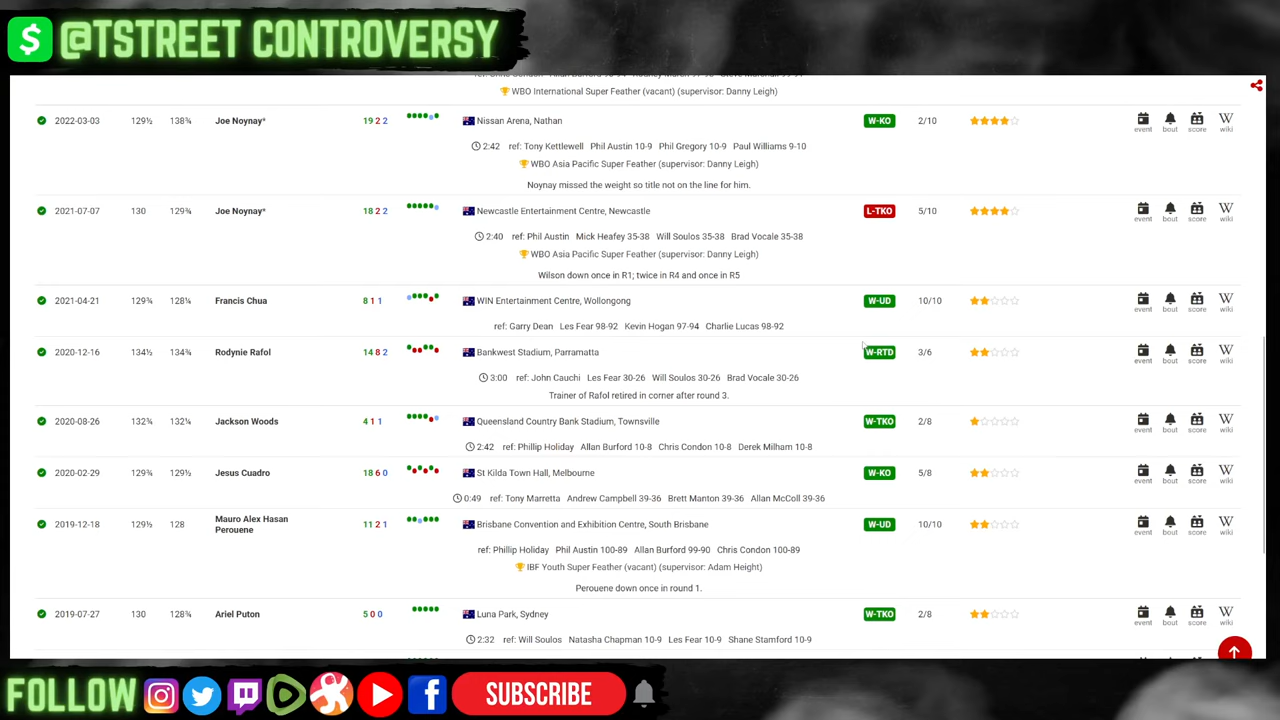 $ @TSTREET CONTROVERSY
WBO International Super Feather (vacant) (supervisor: Danny Leigh)
2022-03-03 129½ 138¾ Joe Noynay* 19 2 2 Nissan Arena, Nathan W-KO 2/10 event bout score wiki
2:42 ref: Tony Kettlewell Phil Austin 10-9 Phil Gregory 10-9 Paul Williams 9-10
WBO Asia Pacific Super Feather (supervisor: Danny Leigh)
Noynay missed the weight so title not on the line for him.
2021-07-07 130 129¾ Joe Noynay* 18 2 2 Newcastle Entertainment Centre, Newcastle L-TKO 5/10 event bout score wiki
2:40 ref: Phil Austin Mick Heafey 35-38 Will Soulos 35-38 Brad Vocale 35-38
WBO Asia Pacific Super Feather (supervisor: Danny Leigh)
Wilson down once in R1; twice in R4 and once in R5
2021-04-21 129¾ 128¼ Francis Chua 8 1 1 WIN Entertainment Centre, Wollongong W-UD 10/10 event bout score wiki
ref: Garry Dean Les Fear 98-92 Kevin Hogan 97-94 Charlie Lucas 98-92
2020-12-16 134½ 134¾ Rodynie Rafol 14 8 2 Bankwest Stadium, Parramatta W-RTD 3/6 event bout score wiki
3:00 ref: John Cauchi Les Fear 30-26 Will Soulos 30-26 Brad Vocale 30-26
Trainer of Rafol retired in corner after round 3.
2020-08-26 132¾ 132¼ Jackson Woods 4 1 1 Queensland Country Bank Stadium, Townsville W-TKO 2/8 event bout score wiki
2:42 ref: Phillip Holiday Allan Burford 10-8 Chris Condon 10-8 Derek Milham 10-8
2020-02-29 129¾ 129½ Jesus Cuadro 18 6 0 St Kilda Town Hall, Melbourne W-KO 5/8 event bout score wiki
0:49 ref: Tony Marretta Andrew Campbell 39-36 Brett Manton 39-36 Allan McColl 39-36
2019-12-18 129½ 128 Mauro Alex Hasan Perouene 11 2 1 Brisbane Convention and Exhibition Centre, South Brisbane W-UD 10/10 event bout score wiki
ref: Phillip Holiday Phil Austin 100-89 Allan Burford 99-90 Chris Condon 100-89
IBF Youth Super Feather (vacant) (supervisor: Adam Height)
Perouene down once in round 1.
2019-07-27 130 128¾ Ariel Puton 5 0 0 Luna Park, Sydney W-TKO 2/8 event bout score wiki
2:32 ref: Will Soulos Natasha Chapman 10-9 Les Fear 10-9 Shane Stamford 10-9
FOLLOW SUBSCRIBE